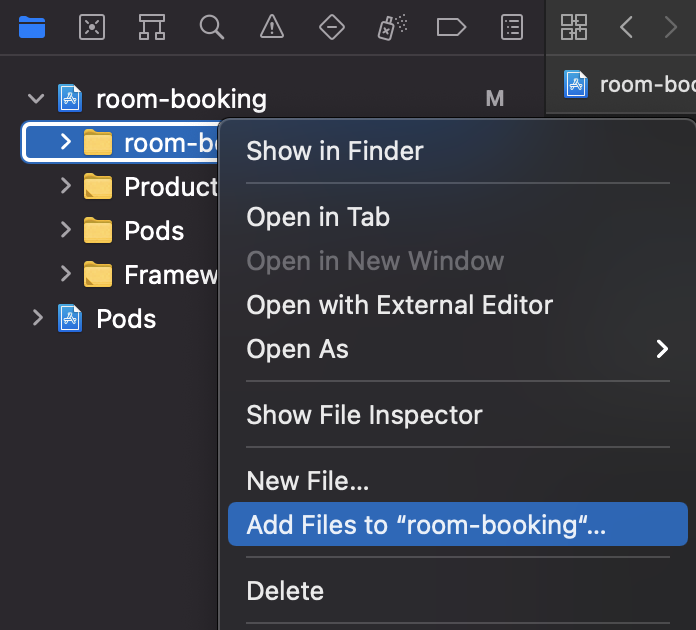 room-booking
M
room-boo
room-bo
Show in Finder
Product
Open in Tab
Pods
Open in New Window
Framew
Open with External Editor
Pods
Open As
Show File Inspector
New File...
Add Files to “room-booking“...
Delete